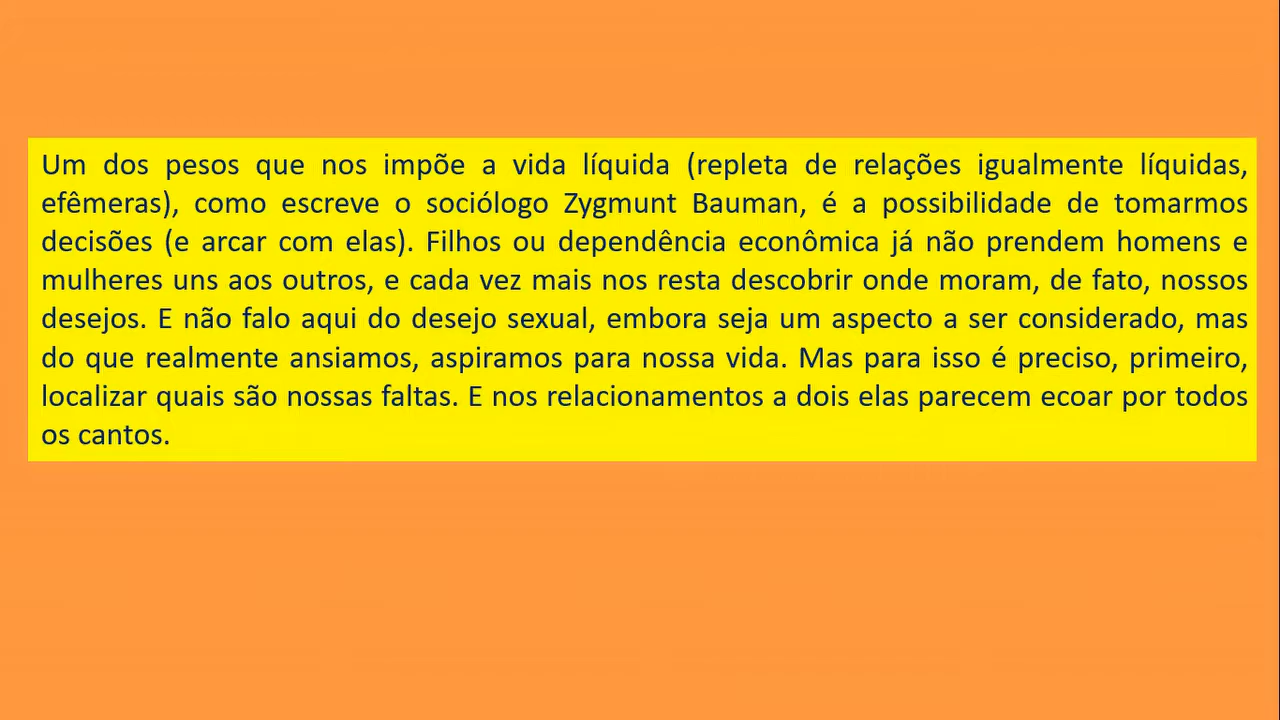 Um dos pesos que nos impõe a vida líquida (repleta de relações igualmente líquidas,
efêmeras), como escreve o sociólogo Zygmunt Bauman, é a possibilidade de tomarmos
decisões (e arcar com elas). Filhos ou dependência econômica já não prendem homens e
mulheres uns aos outros, e cada vez mais nos resta descobrir onde moram, de fato, nossos
desejos. E não falo aqui do desejo sexual, embora seja um aspecto a ser considerado, mas
do que realmente ansiamos, aspiramos para nossa vida. Mas para isso é preciso, primeiro,
localizar quais são nossas faltas. E nos relacionamentos a dois elas parecem ecoar por todos
os cantos.